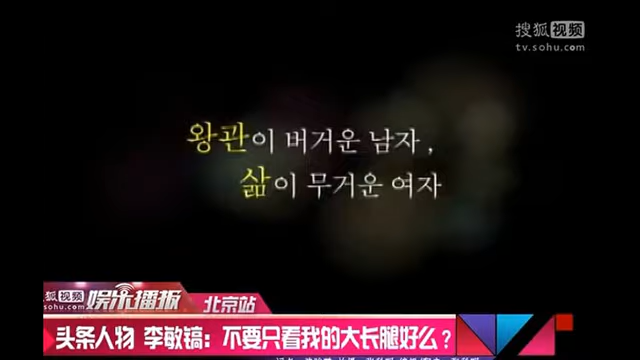 搜狐视频
tv.sohu.com
왕관이 버거운 남자,
삶이 무거운 여자
狐视频 娱乐播报 北京站
sohu.com
头条人物 李敏镐：不要只看我的大长腿好么？